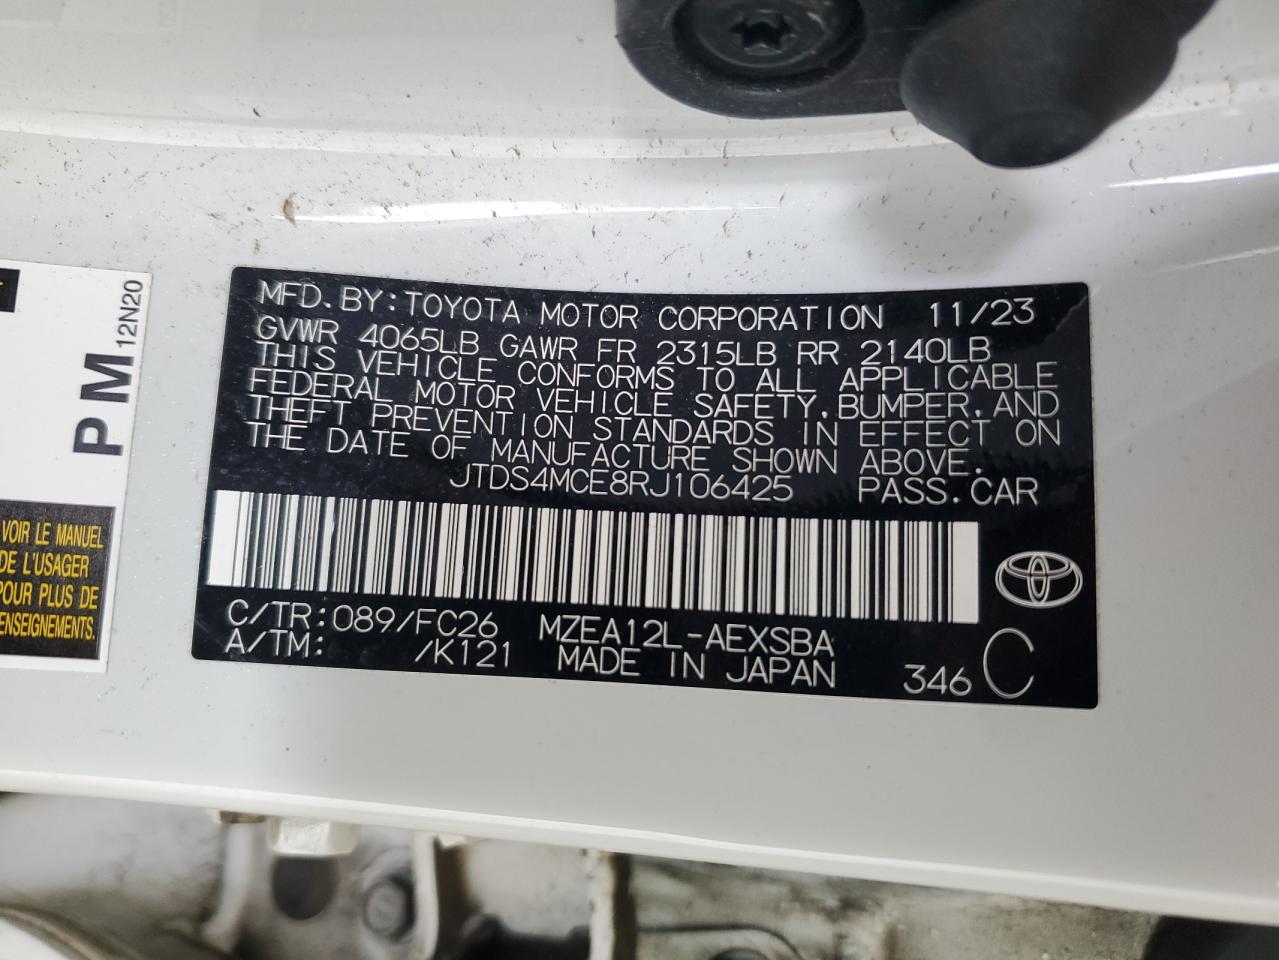 MFD.BY:TOYOTA MOTOR CORPORATION 11/23
GVWR 4065LB GAWR FR 2315LB RR 2140LB
THIS VEHICLE CONFORMS TO ALL APPLICABLE
FEDERAL MOTOR VEHICLE SAFETY,BUMPER,AND
THEFT PREVENTION STANDARDS IN EFFECT ON
THE DATE OF MANUFACTURE SHOWN ABOVE.
JTDS4MCE8RJ106425 PASS.CAR
C/TR:089/FC26 MZEA12L-AEXSBA
A/TM: /K121 MADE IN JAPAN 346 C
PM 12N20
VOIR LE MANUEL
DE L'USAGER
POUR PLUS DE
RENSEIGNEMENTS.